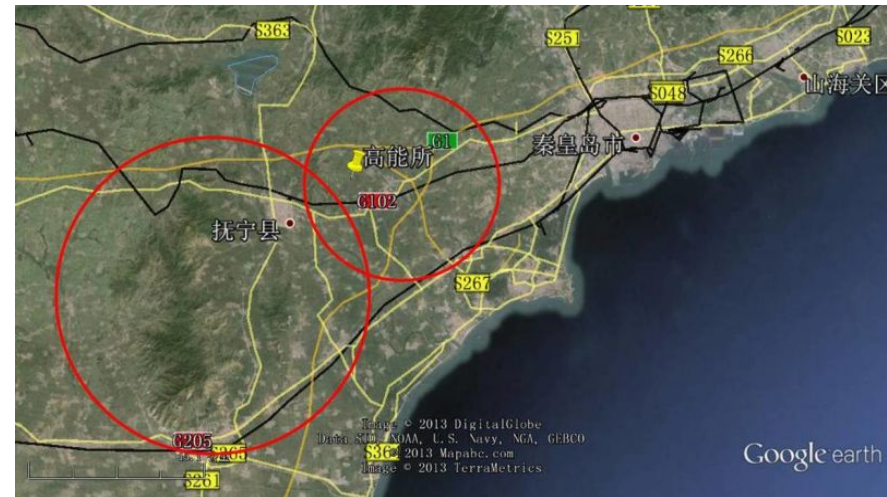 S363
S251
S023
S266
山海关区
S048
G1
秦皇岛市
高能所
G102
抚宁县
S267
Image © 2013 DigitalGlobe
Data SIO, NOAA, U.S. Navy, NGA, GEBCO
© 2013 Mapabc.com
Image © 2013 TerraMetrics
G205
S261
Google earth